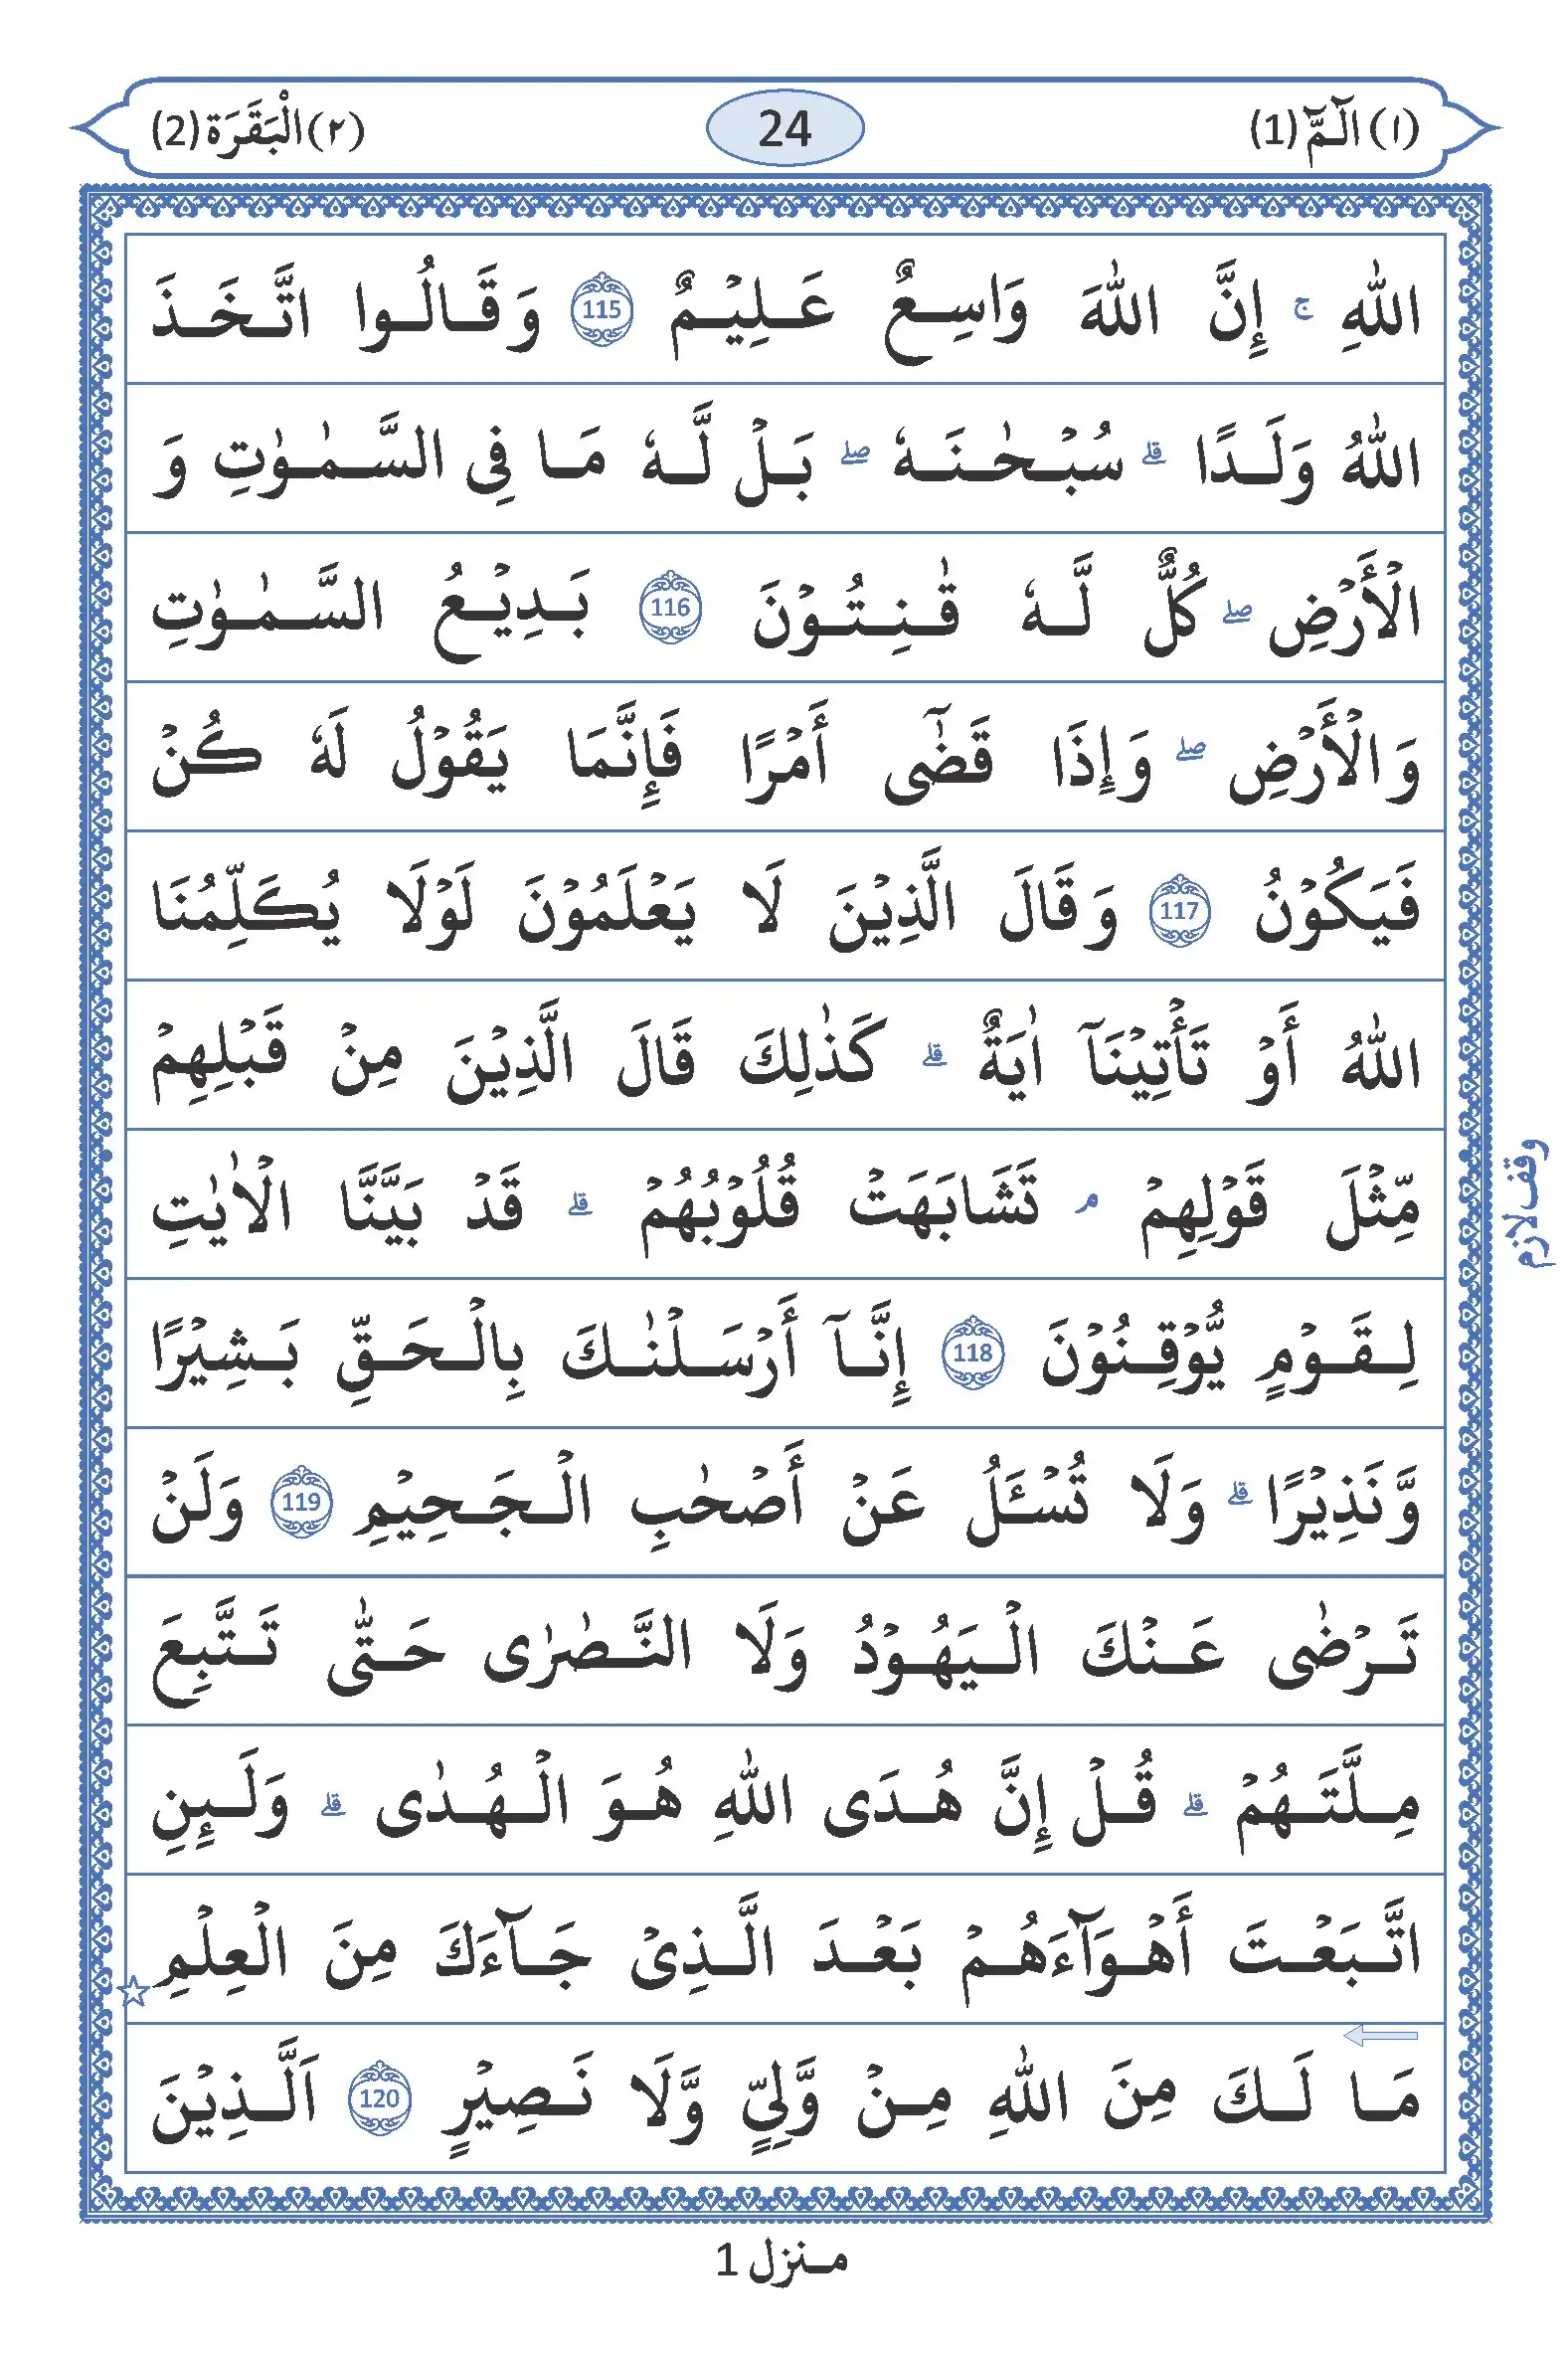 (١) الٓمّٓ (1) 24 (٢) الْبَقَرَة (2)
اللّٰهِ ۚ إِنَّ اللّٰهَ وَاسِعٌ عَلِيْمٌ 115 وَقَالُوا اتَّخَذَ
اللّٰهُ وَلَدًا ۗ سُبْحٰنَهٗ ۖ بَلْ لَّهٗ مَا فِى السَّمٰوٰتِ وَ
الْأَرْضِ ۖ كُلٌّ لَّهٗ قٰنِتُوْنَ 116 بَدِيْعُ السَّمٰوٰتِ
وَالْأَرْضِ ۖ وَإِذَا قَضٰٓى أَمْرًا فَإِنَّمَا يَقُوْلُ لَهٗ كُنْ
فَيَكُوْنُ 117 وَقَالَ الَّذِيْنَ لَا يَعْلَمُوْنَ لَوْلَا يُكَلِّمُنَا
اللّٰهُ أَوْ تَأْتِيْنَآ اٰيَةٌ ۗ كَذٰلِكَ قَالَ الَّذِيْنَ مِنْ قَبْلِهِمْ
مِّثْلَ قَوْلِهِمْ ۘ تَشَابَهَتْ قُلُوْبُهُمْ ۗ قَدْ بَيَّنَّا الْاٰيٰتِ
وقف لازم
لِقَوْمٍ يُّوْقِنُوْنَ 118 إِنَّآ أَرْسَلْنٰكَ بِالْحَقِّ بَشِيْرًا
وَّنَذِيْرًا ۗ وَلَا تُسْـَٔلُ عَنْ أَصْحٰبِ الْجَحِيْمِ 119 وَلَنْ
تَرْضٰى عَنْكَ الْيَهُوْدُ وَلَا النَّصٰرٰى حَتّٰى تَتَّبِعَ
مِلَّتَهُمْ ۗ قُلْ إِنَّ هُدَى اللّٰهِ هُوَ الْهُدٰى ۗ وَلَئِنِ
اتَّبَعْتَ أَهْوَآءَهُمْ بَعْدَ الَّذِىْ جَآءَكَ مِنَ الْعِلْمِ ☆
مَا لَكَ مِنَ اللّٰهِ مِنْ وَّلِىٍّ وَّلَا نَصِيْرٍ 120 اَلَّذِيْنَ
منزل 1